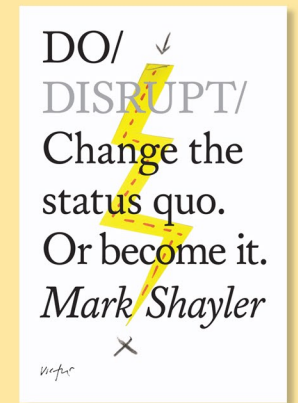 DO/
DISRUPT/
Change the
status quo.
Or become it.
Mark Shayler